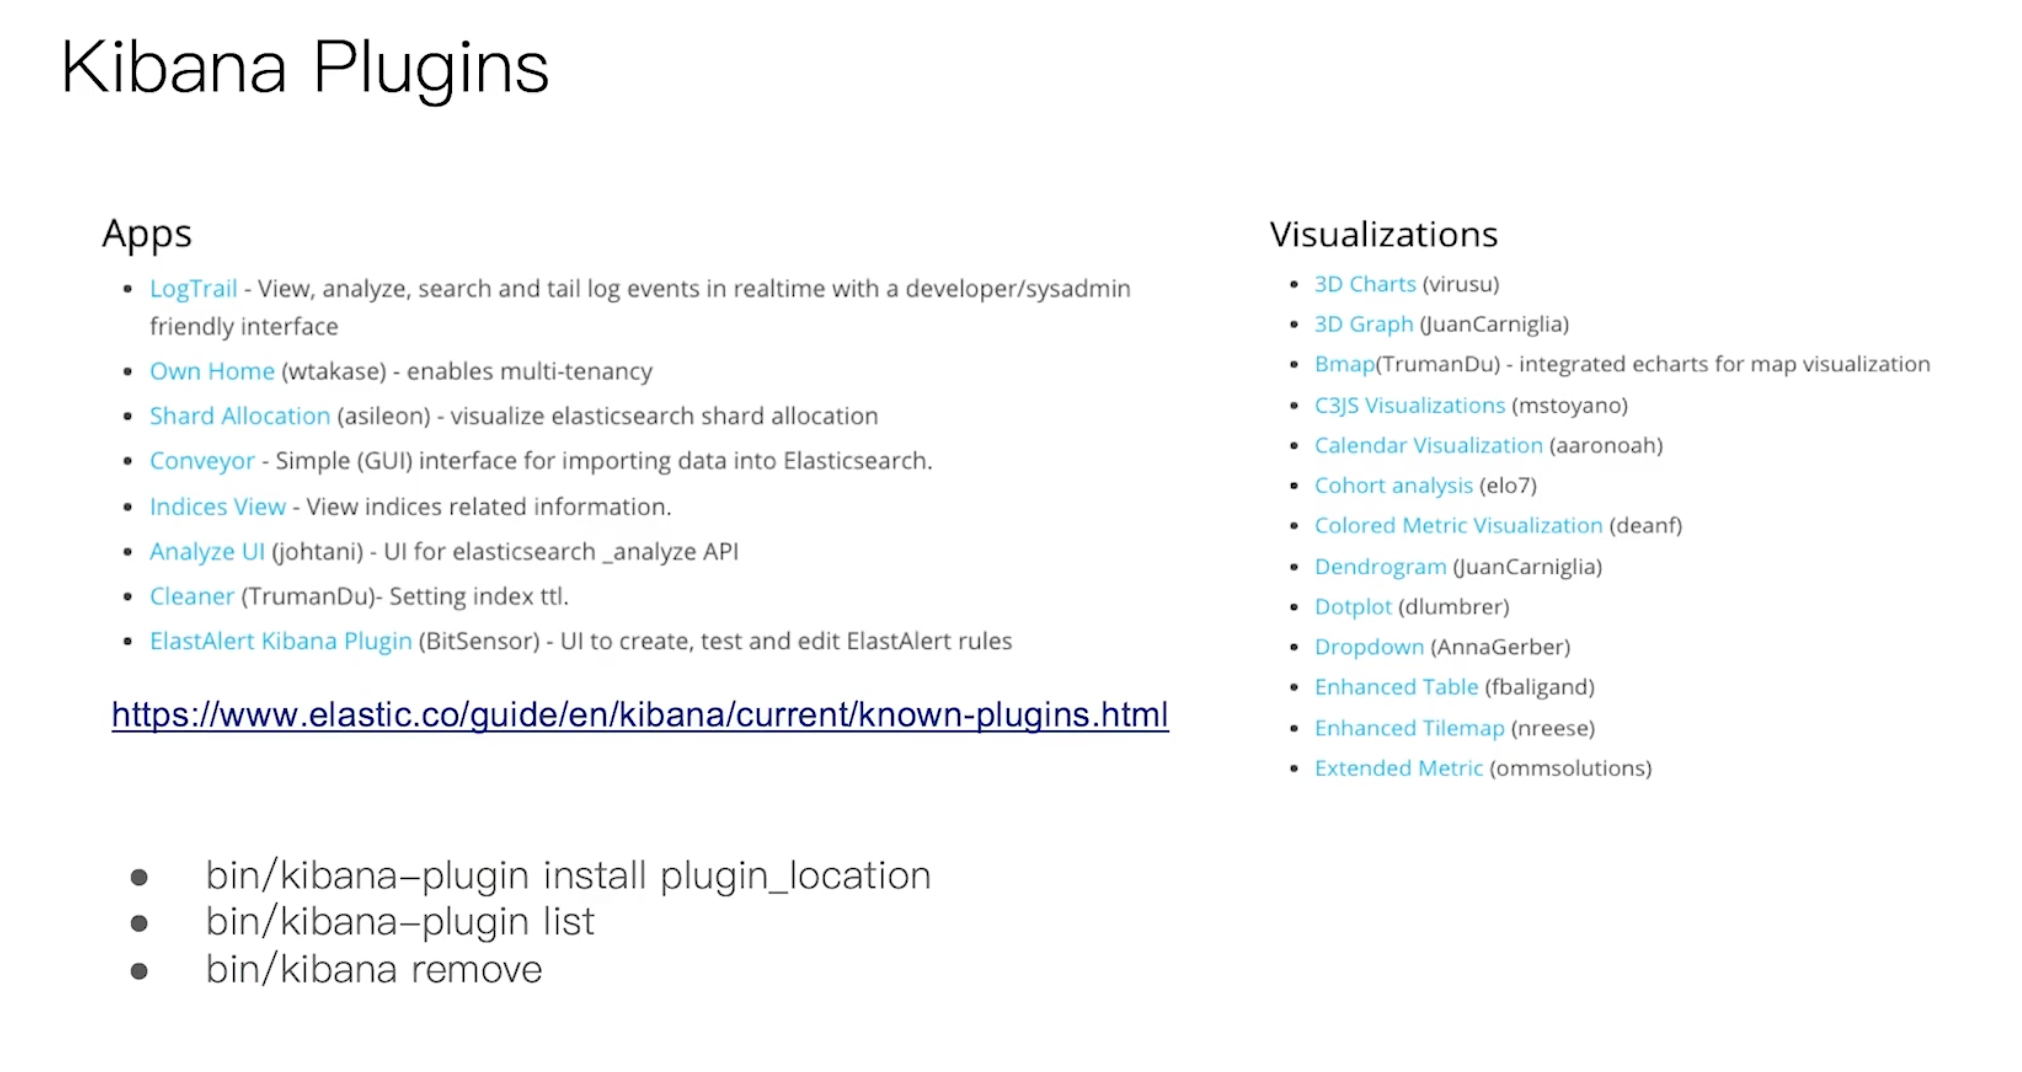 Kibana Plugins
Apps
LogTrail - View, analyze, search and tail log events in realtime with a developer/sysadmin
friendly interface
Own Home (wtakase) - enables multi-tenancy
Shard Allocation (asileon) - visualize elasticsearch shard allocation
Conveyor - Simple (GUI) interface for importing data into Elasticsearch.
Indices View - View indices related information.
Analyze UI (johtani) - UI for elasticsearch _analyze API
Cleaner (TrumanDu)- Setting index ttl.
ElastAlert Kibana Plugin (BitSensor) - UI to create, test and edit ElastAlert rules
https://www.elastic.co/guide/en/kibana/current/known-plugins.html
Visualizations
3D Charts (virusu)
3D Graph (JuanCarniglia)
Bmap(TrumanDu) - integrated echarts for map visualization
C3JS Visualizations (mstoyano)
Calendar Visualization (aaronoah)
Cohort analysis (elo7)
Colored Metric Visualization (deanf)
Dendrogram (JuanCarniglia)
Dotplot (dlumbrer)
Dropdown (AnnaGerber)
Enhanced Table (fbaligand)
Enhanced Tilemap (nreese)
Extended Metric (ommsolutions)
bin/kibana–plugin install plugin_location
bin/kibana–plugin list
bin/kibana remove